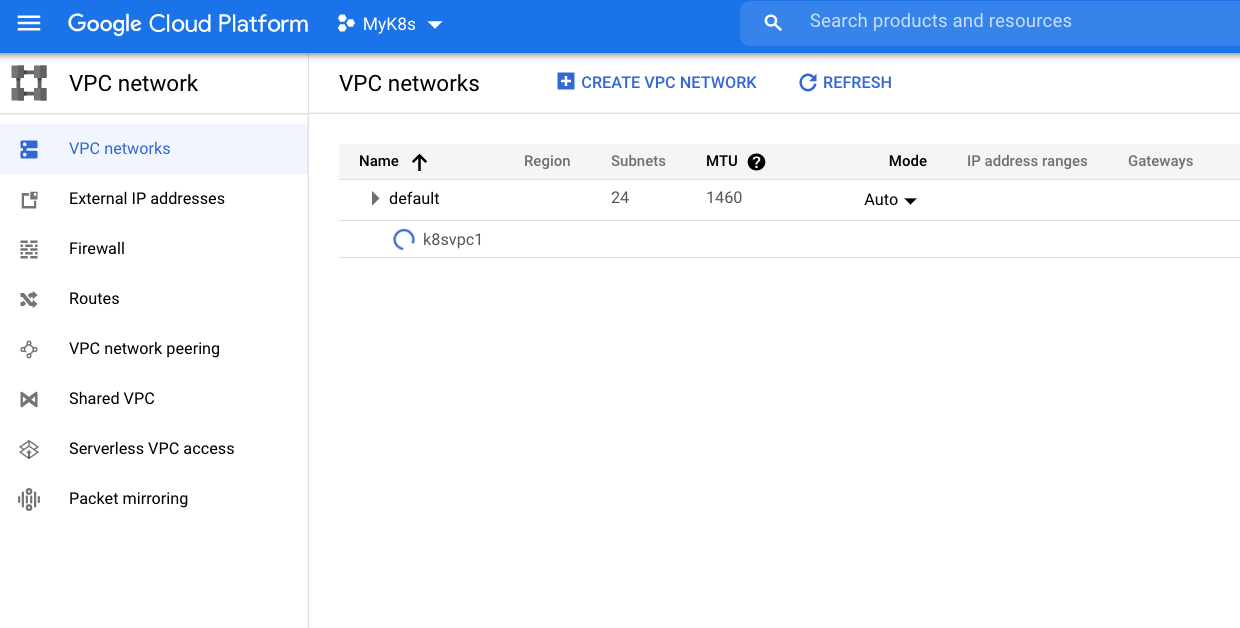 Google Cloud Platform MyK8s Search products and resources
VPC network
VPC networks
External IP addresses
Firewall
Routes
VPC network peering
Shared VPC
Serverless VPC access
Packet mirroring
VPC networks CREATE VPC NETWORK REFRESH
Name Region Subnets MTU ? Mode IP address ranges Gateways
default 24 1460 Auto
k8svpc1